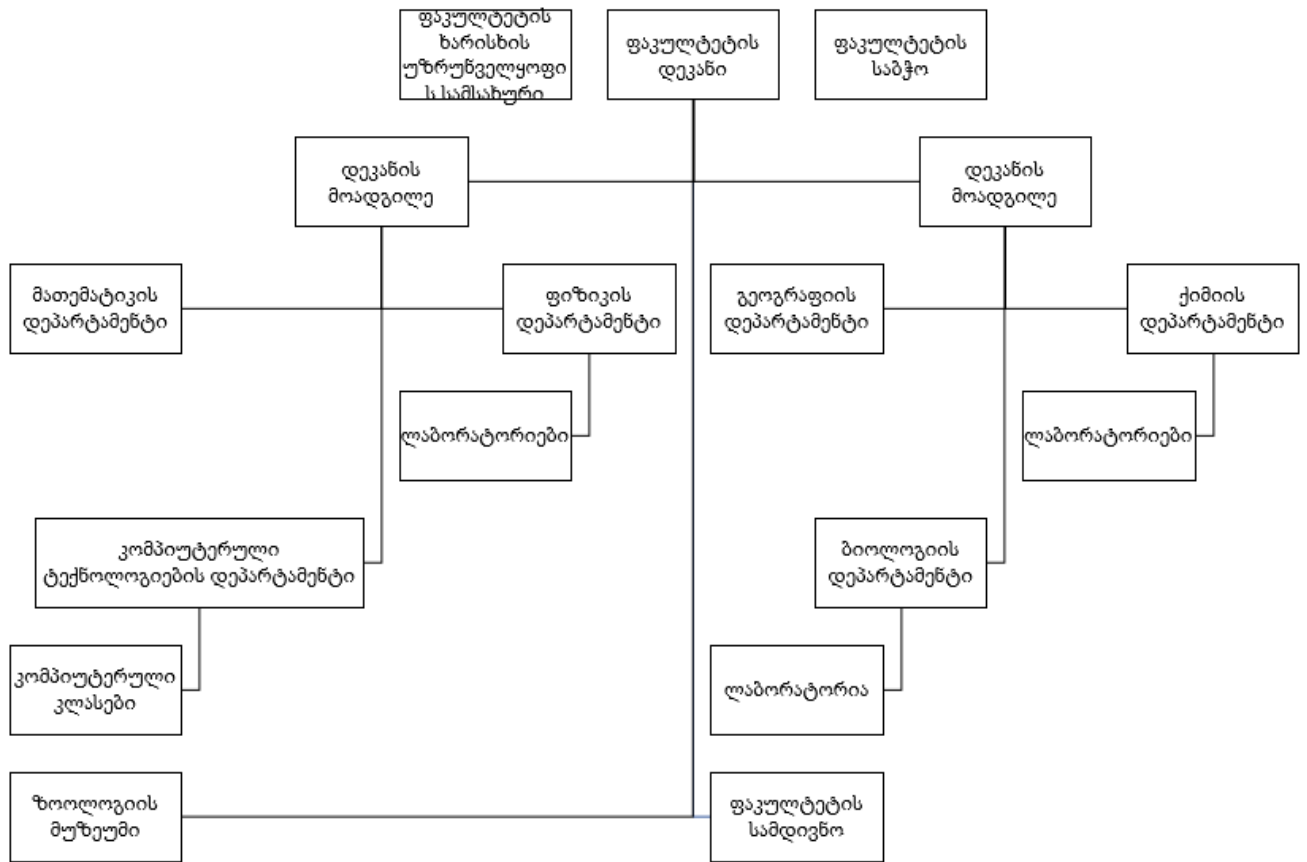 ფაკულტეტის
ხარისხის
უზრუნველყოფი
ს სამსახური
ფაკულტეტის
დეკანი
ფაკულტეტის
საბჭო
დეკანის
მოადგილე
დეკანის
მოადგილე
მათემატიკის
დეპარტამენტი
ფიზიკის
დეპარტამენტი
გეოგრაფიის
დეპარტამენტი
ქიმიის
დეპარტამენტი
ლაბორატორიები
ლაბორატორიები
კომპიუტერული
ტექნოლოგიების დეპარტამენტი
ბიოლოგიის
დეპარტამენტი
კომპიუტერული
კლასები
ლაბორატორია
ზოოლოგიის
მუზეუმი
ფაკულტეტის
სამდივნო